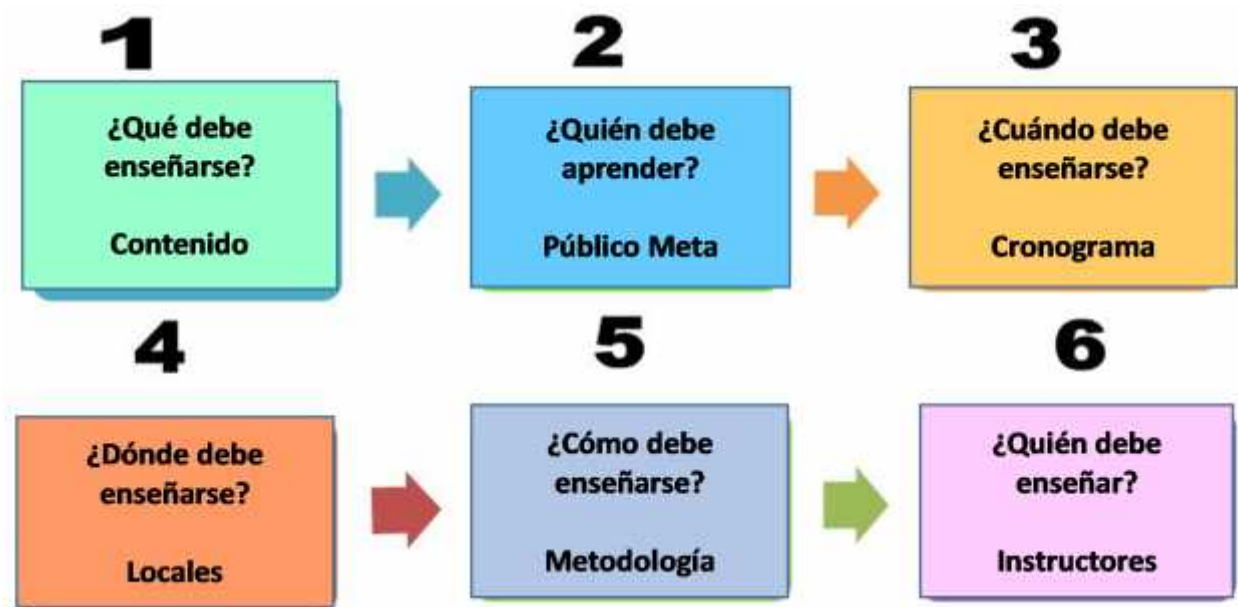 1
¿Qué debe
enseñarse?
Contenido
2
¿Quién debe
aprender?
Público Meta
3
¿Cuándo debe
enseñarse?
Cronograma
4
¿Dónde debe
enseñarse?
Locales
5
¿Cómo debe
enseñarse?
Metodología
6
¿Quién debe
enseñar?
Instructores